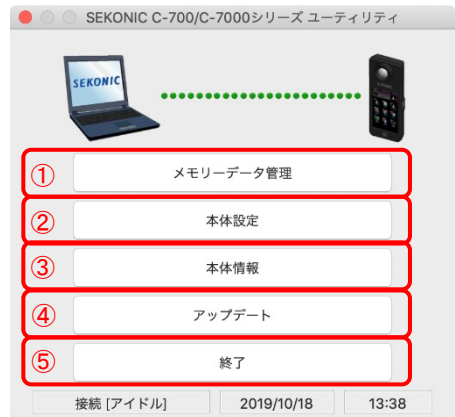 SEKONIC C-700/C-7000シリーズ ユーティリティ
SEKONIC
① メモリーデータ管理
② 本体設定
③ 本体情報
④ アップデート
⑤ 終了
接続 [アイドル] 2019/10/18 13:38